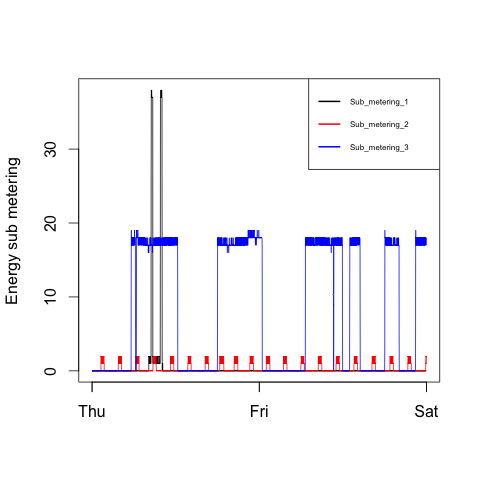 Sub_metering_1
Sub_metering_2
Sub_metering_3
Energy sub metering
30
20
10
0
Thu Fri Sat